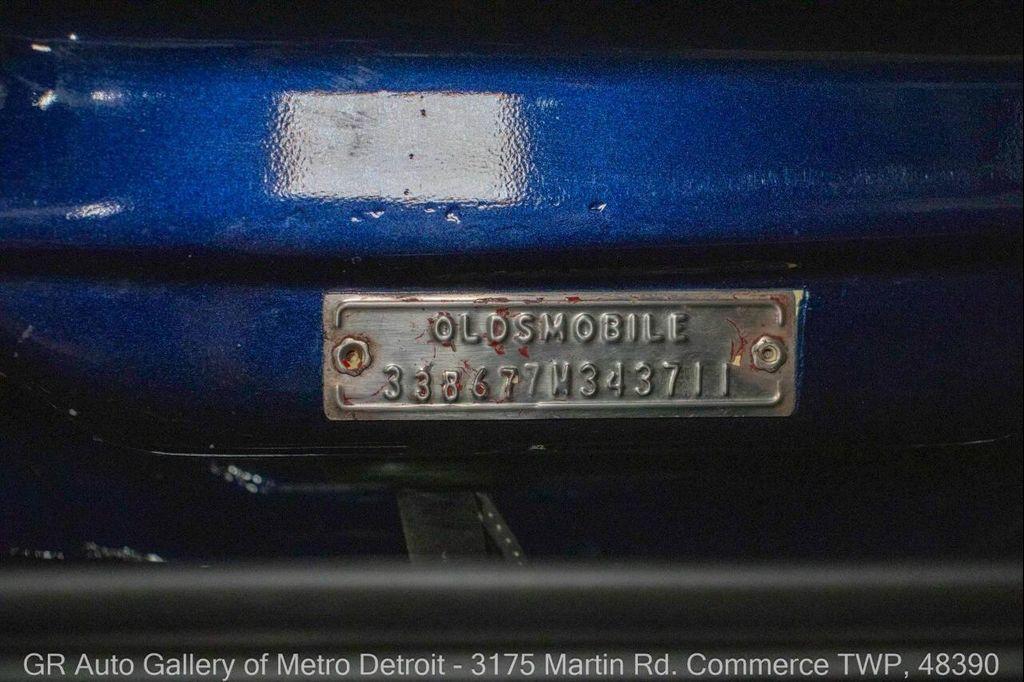 OLDSMOBILE
338677M343711
GR Auto Gallery of Metro Detroit - 3175 Martin Rd. Commerce TWP, 48390